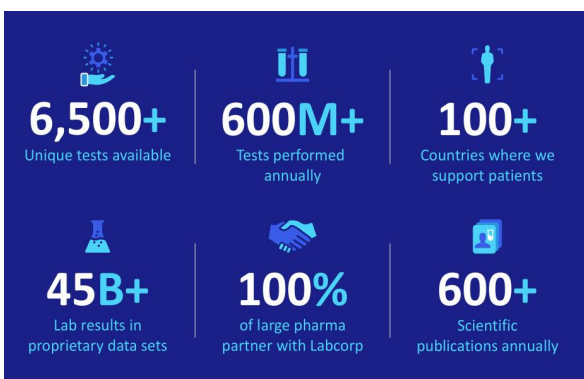 6,500+
Unique tests available
600M+
Tests performed
annually
100+
Countries where we
support patients
45B+
Lab results in
proprietary data sets
100%
of large pharma
partner with Labcorp
600+
Scientific
publications annually